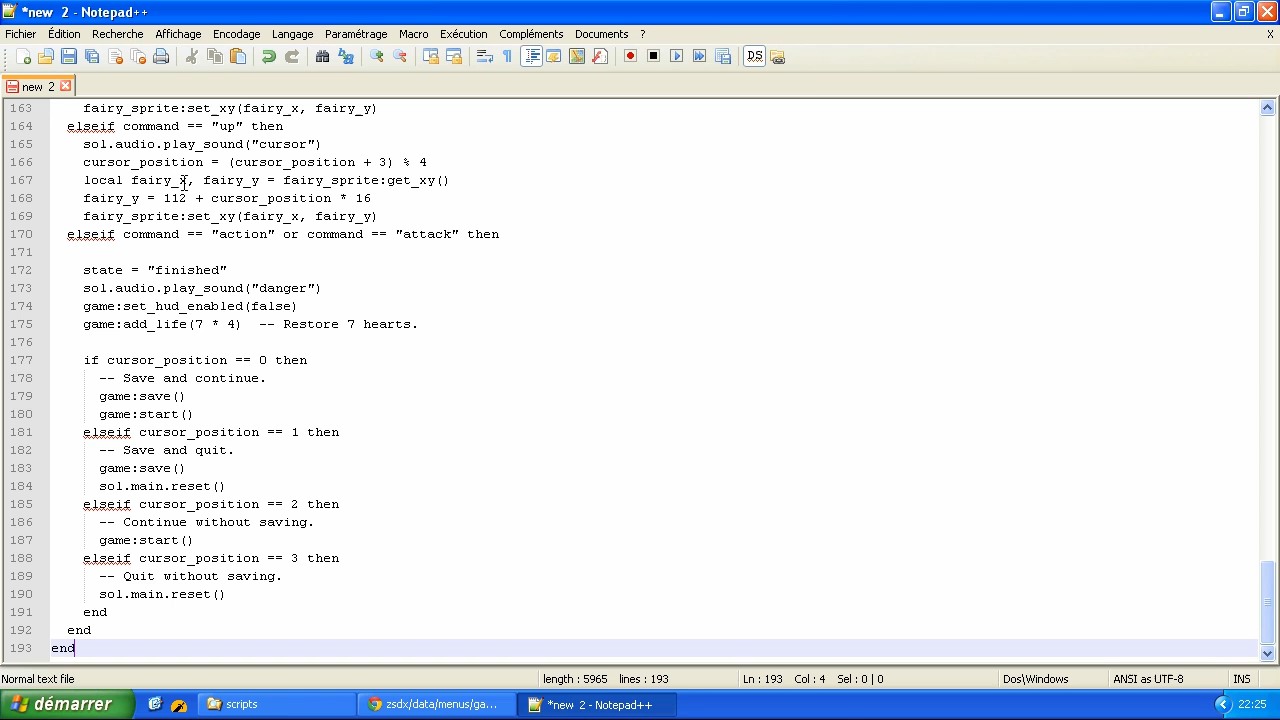 *new 2 - Notepad++
Fichier Édition Recherche Affichage Encodage Langage Paramétrage Macro Exécution Compléments Documents ? X
new 2
163 fairy_sprite:set_xy(fairy_x, fairy_y)
164 elseif command == "up" then
165 sol.audio.play_sound("cursor")
166 cursor_position = (cursor_position + 3) % 4
167 local fairy_x, fairy_y = fairy_sprite:get_xy()
168 fairy_y = 112 + cursor_position * 16
169 fairy_sprite:set_xy(fairy_x, fairy_y)
170 elseif command == "action" or command == "attack" then
171
172 state = "finished"
173 sol.audio.play_sound("danger")
174 game:set_hud_enabled(false)
175 game:add_life(7 * 4)  -- Restore 7 hearts.
176
177 if cursor_position == 0 then
178 -- Save and continue.
179 game:save()
180 game:start()
181 elseif cursor_position == 1 then
182 -- Save and quit.
183 game:save()
184 sol.main.reset()
185 elseif cursor_position == 2 then
186 -- Continue without saving.
187 game:start()
188 elseif cursor_position == 3 then
189 -- Quit without saving.
190 sol.main.reset()
191 end
192 end
193 end
Normal text file length : 5965 lines : 193 Ln : 193 Col : 4 Sel : 0 | 0 Dos\Windows ANSI as UTF-8 INS
démarrer scripts zsdx/data/menus/ga... *new 2 - Notepad++ 22:25